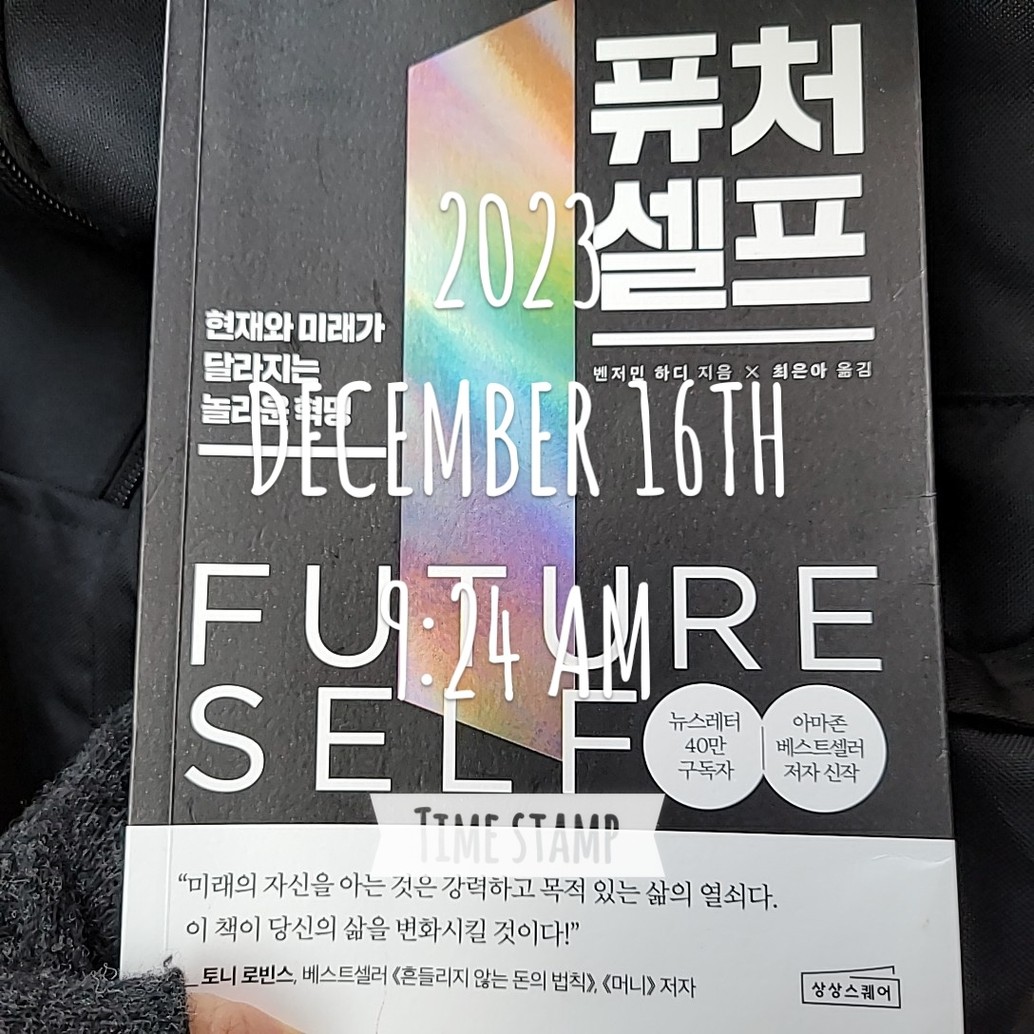 퓨처
셀프
벤저민 하디 지음 × 최은아 옮김
현재와 미래가
달라지는
놀라운 혁명
2023
DECEMBER 16TH
9:24 AM
FUTURE
SELF
뉴스레터
40만
구독자
아마존
베스트셀러
저자 신작
TIME STAMP
“미래의 자신을 아는 것은 강력하고 목적 있는 삶의 열쇠다.
이 책이 당신의 삶을 변화시킬 것이다!”
_ 토니 로빈스, 베스트셀러 《흔들리지 않는 돈의 법칙》, 《머니》 저자
상상스퀘어